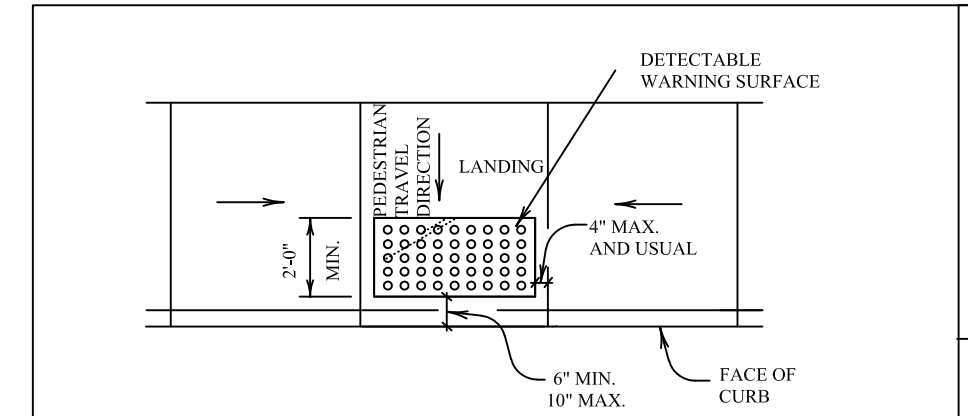 DETECTABLE
WARNING SURFACE
PEDESTRIAN
TRAVEL
DIRECTION
LANDING
4" MAX.
AND USUAL
2'-0"
MIN.
6" MIN.
10" MAX.
FACE OF
CURB